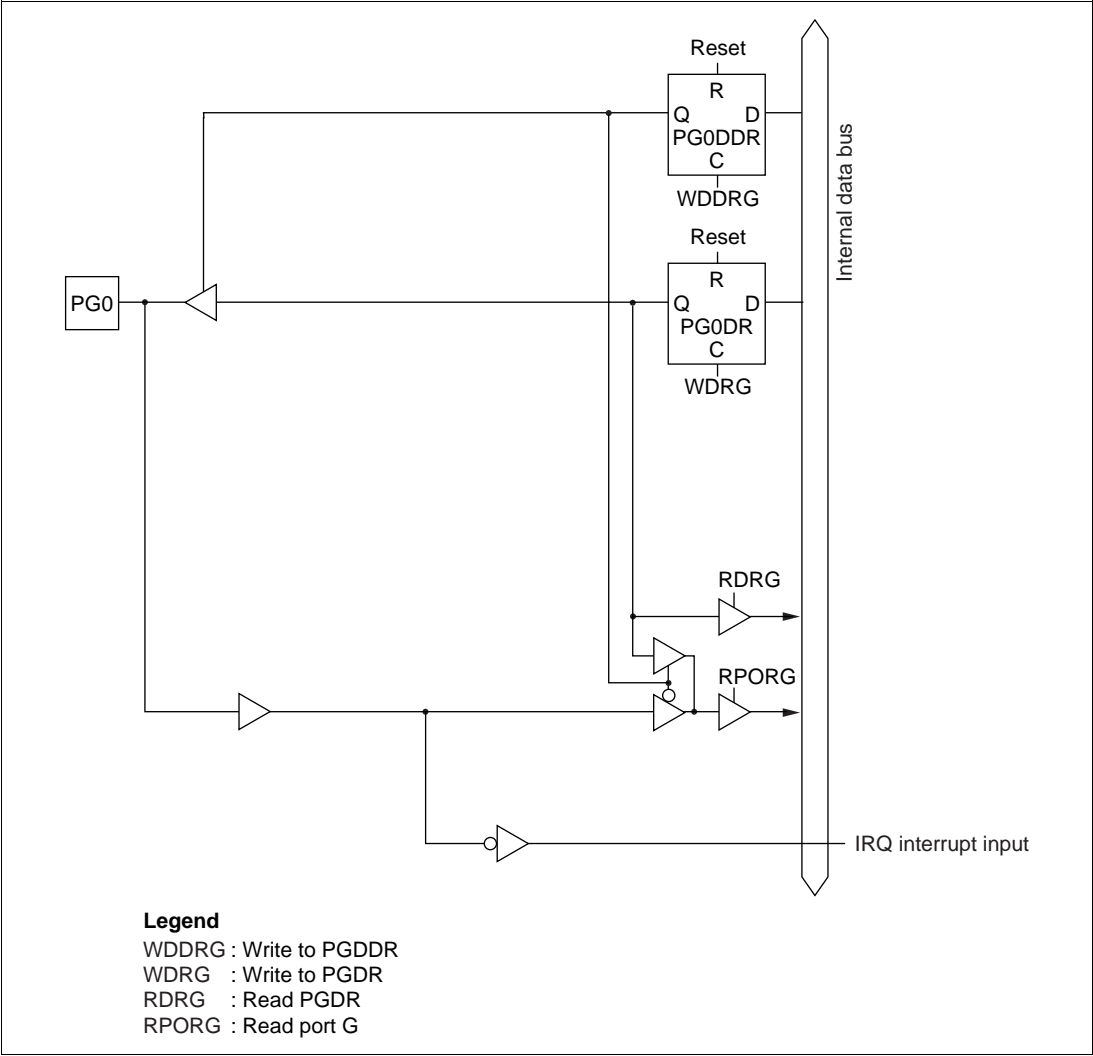 Reset
R
Q D
PG0DDR
C
WDDRG
Internal data bus
Reset
R
PG0
Q D
PG0DR
C
WDRG
RDRG
RPORG
IRQ interrupt input
Legend
WDDRG : Write to PGDDR
WDRG : Write to PGDR
RDRG : Read PGDR
RPORG : Read port G